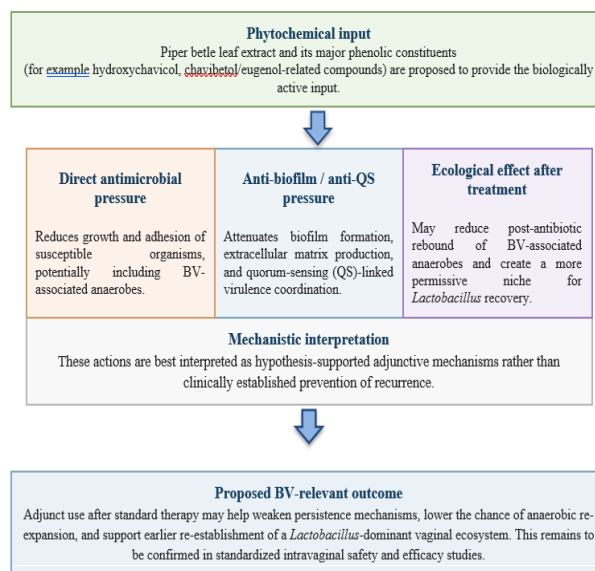 Phytochemical input
Piper betle leaf extract and its major phenolic constituents
(for example hydroxychavicol, chavibetol/eugenol-related compounds) are proposed to provide the biologically
active input.
Direct antimicrobial
pressure
Reduces growth and adhesion of
susceptible organisms,
potentially including BV-
associated anaerobes.
Anti-biofilm / anti-QS
pressure
Attenuates biofilm formation,
extracellular matrix production,
and quorum-sensing (QS)-linked
virulence coordination.
Ecological effect after
treatment
May reduce post-antibiotic
rebound of BV-associated
anaerobes and create a more
permissive niche for
Lactobacillus recovery.
Mechanistic interpretation
These actions are best interpreted as hypothesis-supported adjunctive mechanisms rather than
clinically established prevention of recurrence.
Proposed BV-relevant outcome
Adjunct use after standard therapy may help weaken persistence mechanisms, lower the chance of anaerobic re-
expansion, and support earlier re-establishment of a Lactobacillus-dominant vaginal ecosystem. This remains to
be confirmed in standardized intravaginal safety and efficacy studies.